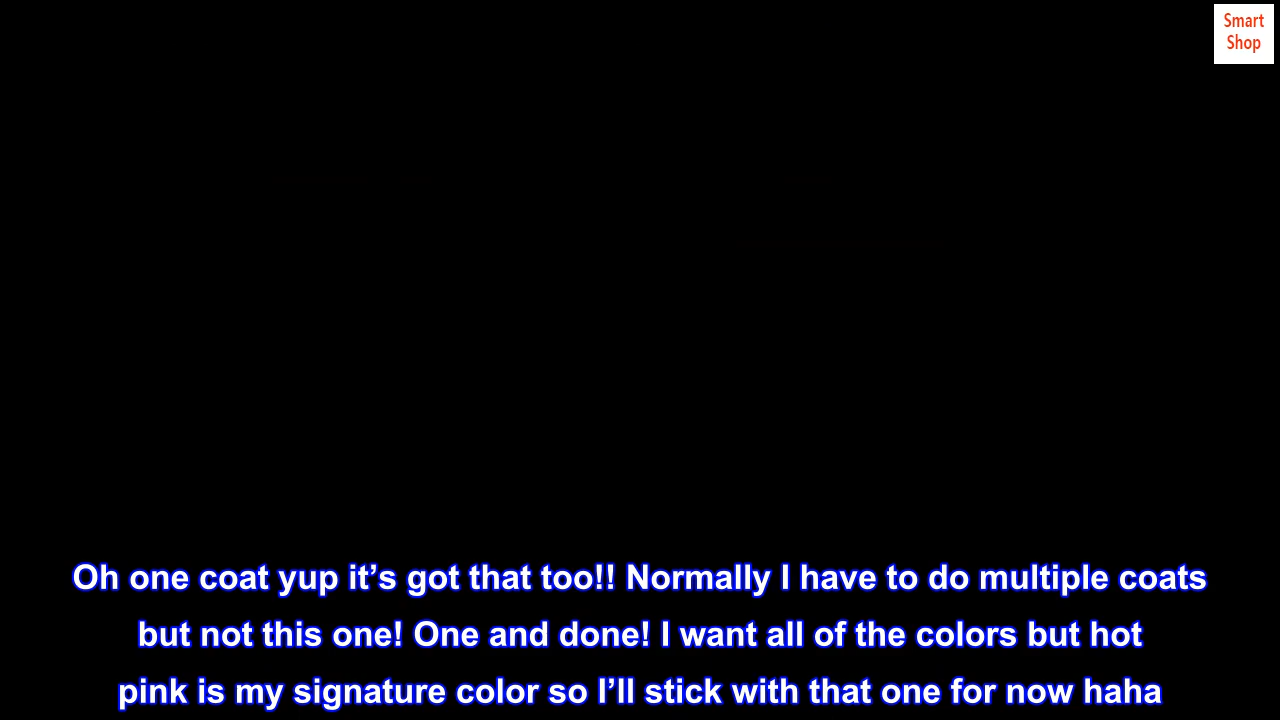 Smart
Shop
Oh one coat yup it’s got that too!! Normally I have to do multiple coats
but not this one! One and done! I want all of the colors but hot
pink is my signature color so I’ll stick with that one for now haha